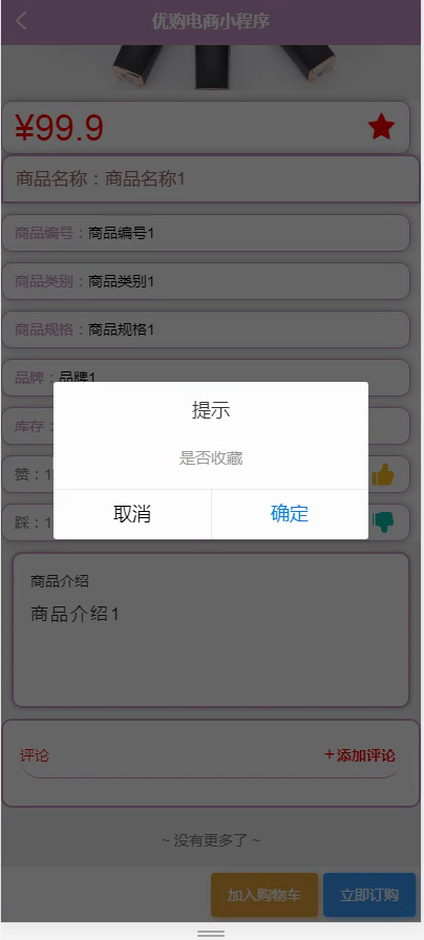 优购电商小程序
¥99.9
商品名称：商品名称1
商品编号：商品编号1
商品类别：商品类别1
商品规格：商品规格1
品牌：品牌1
库存：
提示
是否收藏
赞：1
取消 确定
踩：1
商品介绍
商品介绍1
评论 +添加评论
~ 没有更多了 ~
加入购物车 立即订购